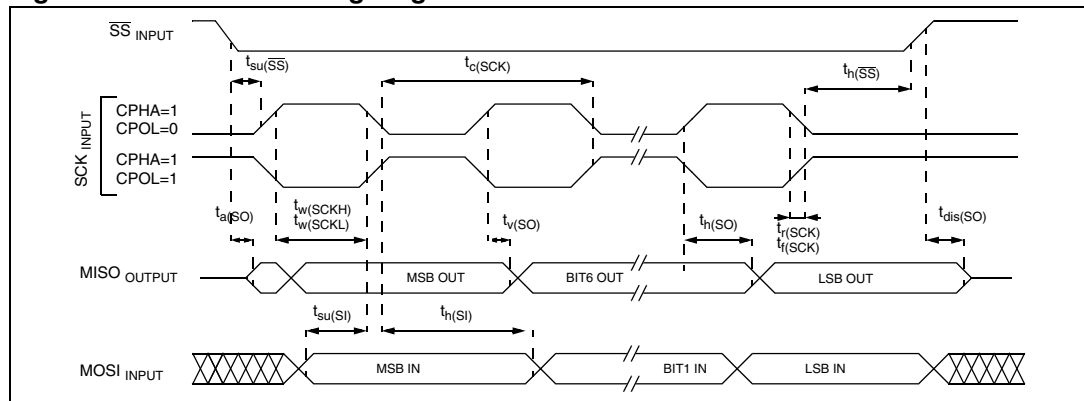 SS INPUT
tsu(SS)
tc(SCK)
th(SS)
SCK INPUT
CPHA=1
CPOL=0
CPHA=1
CPOL=1
ta(SO)
tw(SCKH)
tw(SCKL)
tv(SO)
th(SO)
tr(SCK)
tf(SCK)
tdis(SO)
MISO OUTPUT
MSB OUT
BIT6 OUT
LSB OUT
tsu(SI)
th(SI)
MOSI INPUT
MSB IN
BIT1 IN
LSB IN